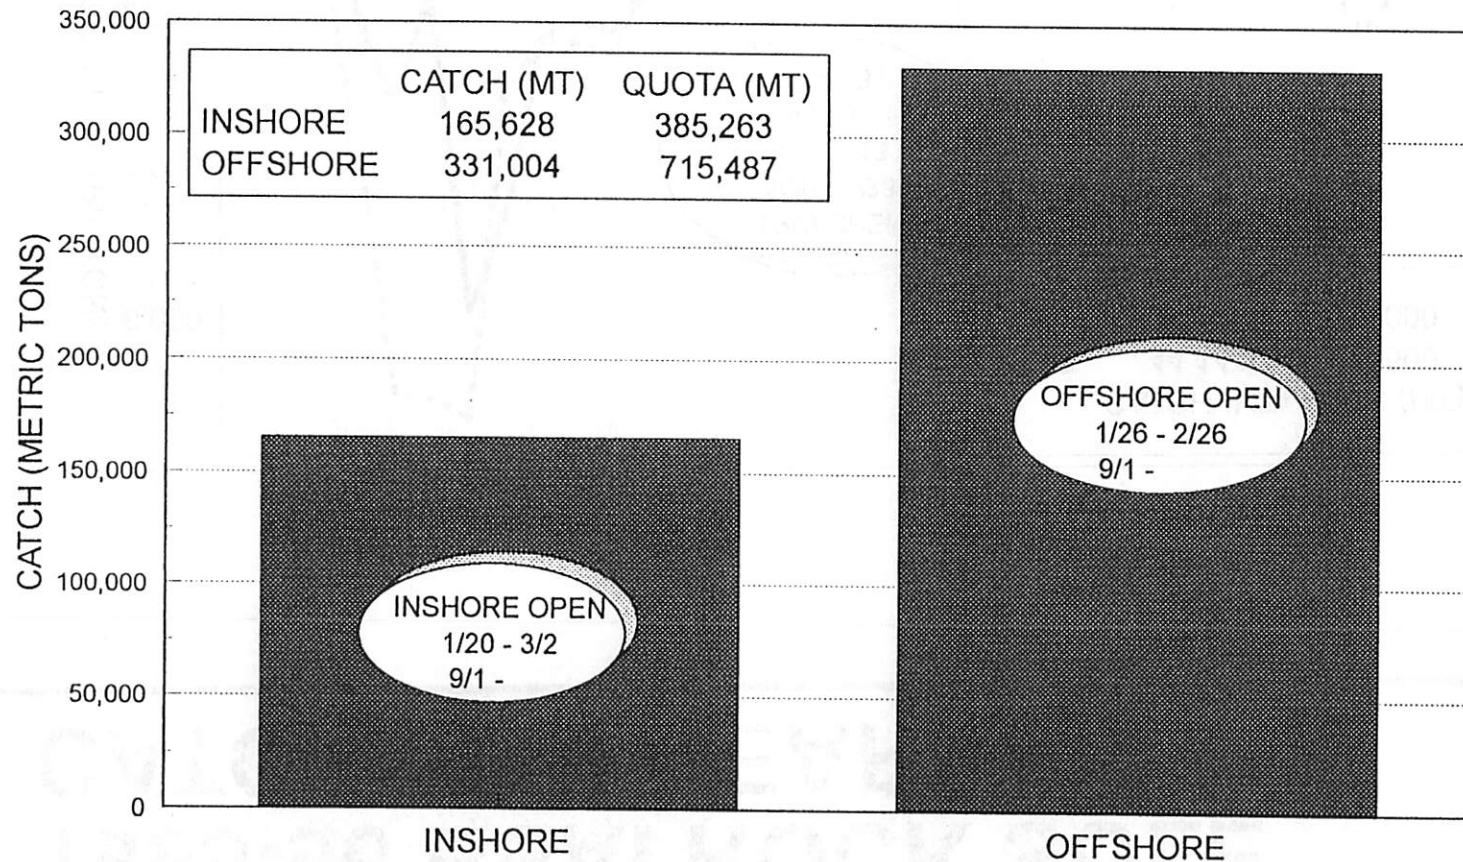 350,000
300,000
250,000
200,000
150,000
100,000
50,000
0
CATCH (METRIC TONS)
CATCH (MT) QUOTA (MT)
INSHORE 165,628 385,263
OFFSHORE 331,004 715,487
INSHORE OPEN
1/20 - 3/2
9/1 -
OFFSHORE OPEN
1/26 - 2/26
9/1 -
INSHORE
OFFSHORE